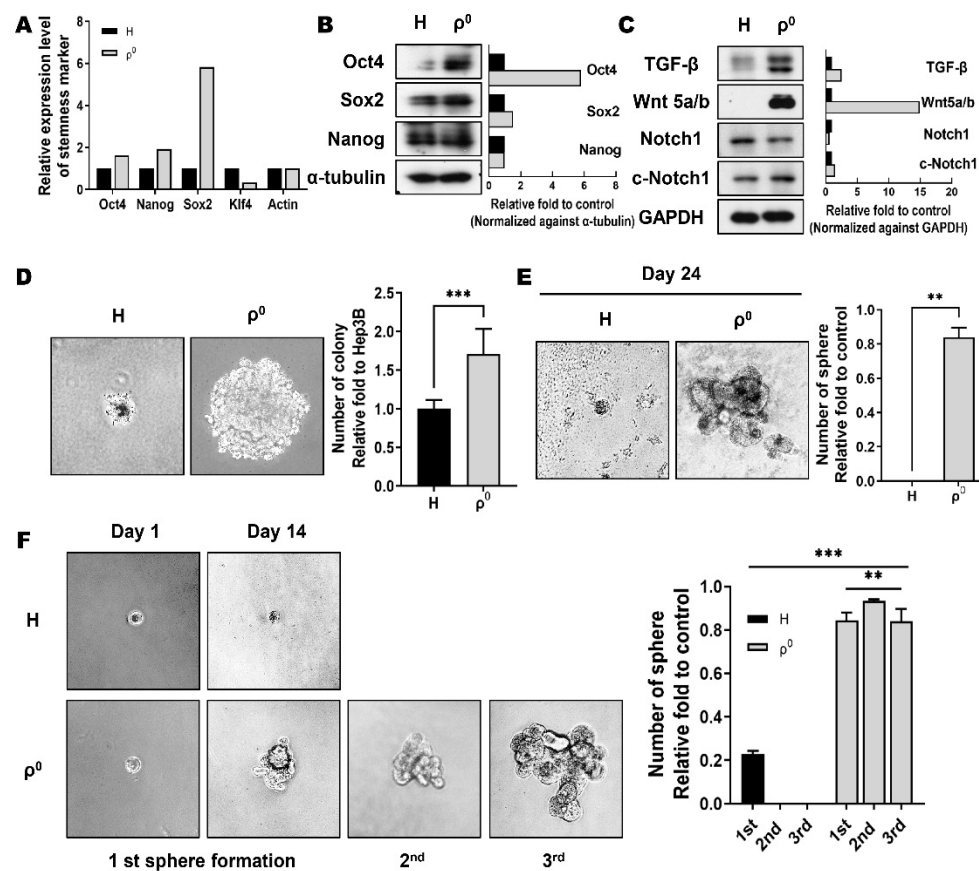 A
Relative expression level
of stemness marker
8
6
4
2
0
H
ρ⁰
Oct4 Nanog Sox2 Klf4 Actin
B
H ρ⁰
Oct4
Sox2
Nanog
α-tubulin
Oct4
Sox2
Nanog
0 2 4 6 8
Relative fold to control
(Normalized against α-tubulin)
C
H ρ⁰
TGF-β
Wnt 5a/b
Notch1
c-Notch1
GAPDH
TGF-β
Wnt5a/b
Notch1
c-Notch1
0 5 10 15 20
Relative fold to control
(Normalized against GAPDH)
D
H ρ⁰
Number of colony
Relative fold to Hep3B
2.5
2.0
1.5
1.0
0.5
0.0
***
H ρ⁰
E
Day 24
H ρ⁰
Number of sphere
Relative fold to control
1.0
0.8
0.6
0.4
0.2
0.0
**
H ρ⁰
F
Day 1 Day 14
H
ρ⁰
1 st sphere formation 2nd 3rd
Number of sphere
Relative fold to control
1.0
0.8
0.6
0.4
0.2
0.0
***
**
H
ρ⁰
1st 2nd 3rd 1st 2nd 3rd